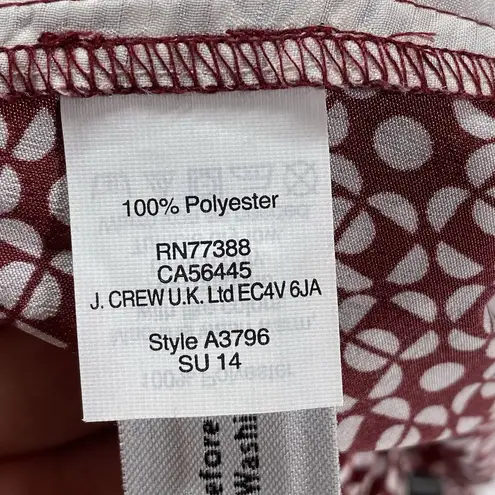 100% Polyester
RN77388
CA56445
J. CREW U.K. Ltd EC4V 6JA
Style A3796
SU 14